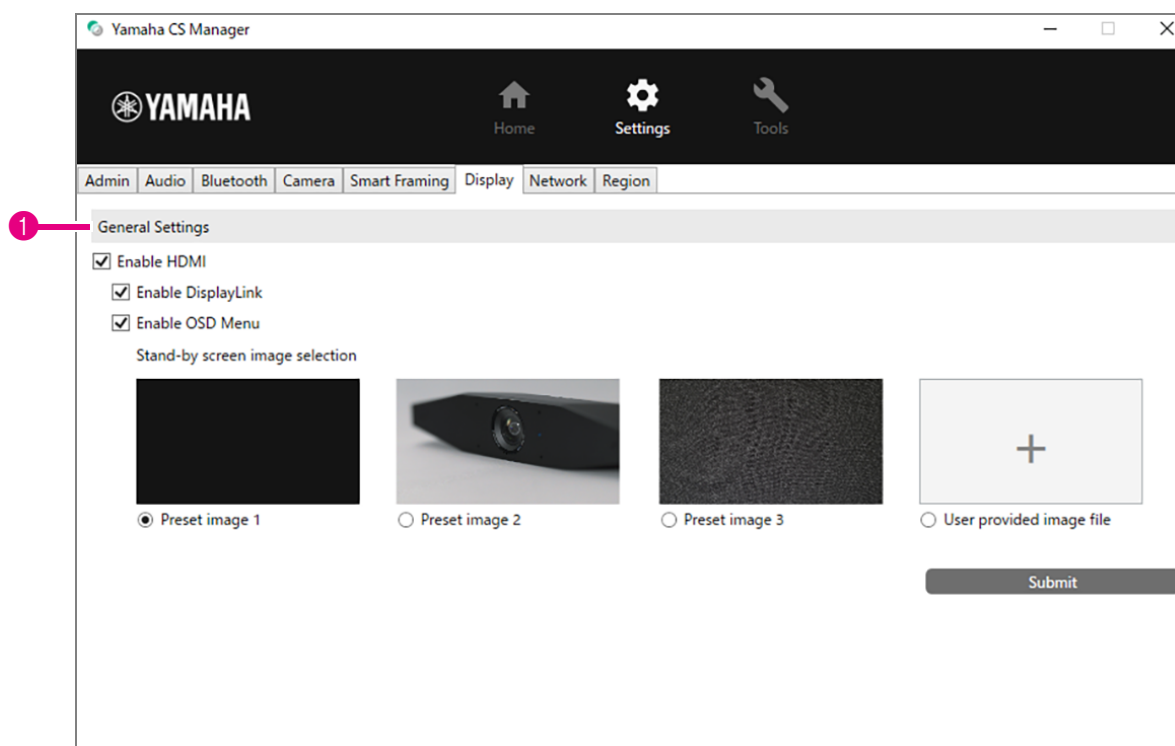 Yamaha CS Manager
YAMAHA
Home Settings Tools
Admin Audio Bluetooth Camera Smart Framing Display Network Region
1
General Settings
Enable HDMI
Enable DisplayLink
Enable OSD Menu
Stand-by screen image selection
+
Preset image 1 Preset image 2 Preset image 3 User provided image file
Submit